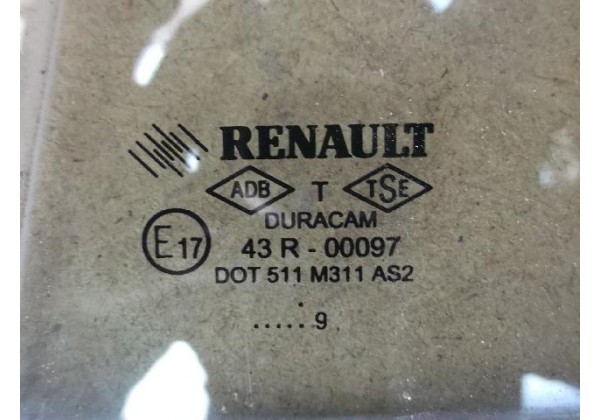 RENAULT
ADB T TSE
DURACAM
E17 43 R - 00097
DOT 511 M311 AS2
.
......9